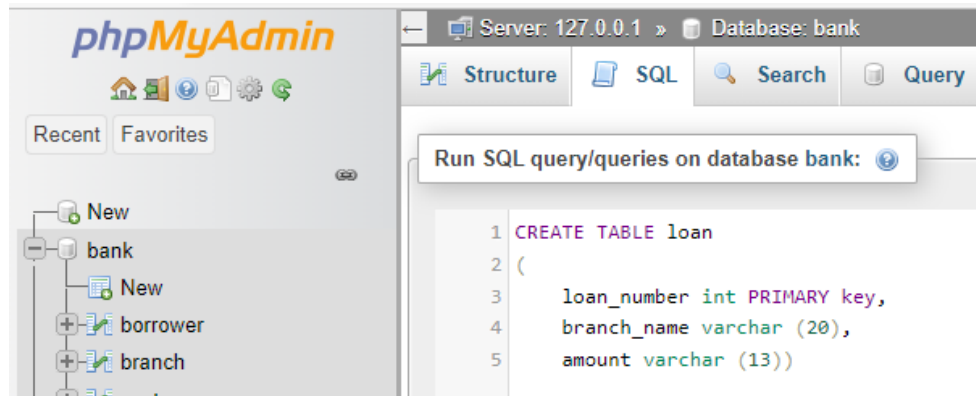 phpMyAdmin
Recent Favorites
New
bank
New
borrower
branch
← Server: 127.0.0.1 » Database: bank
Structure SQL Search Query
Run SQL query/queries on database bank:
1 CREATE TABLE loan
2 (
3 loan_number int PRIMARY key,
4 branch_name varchar (20),
5 amount varchar (13))